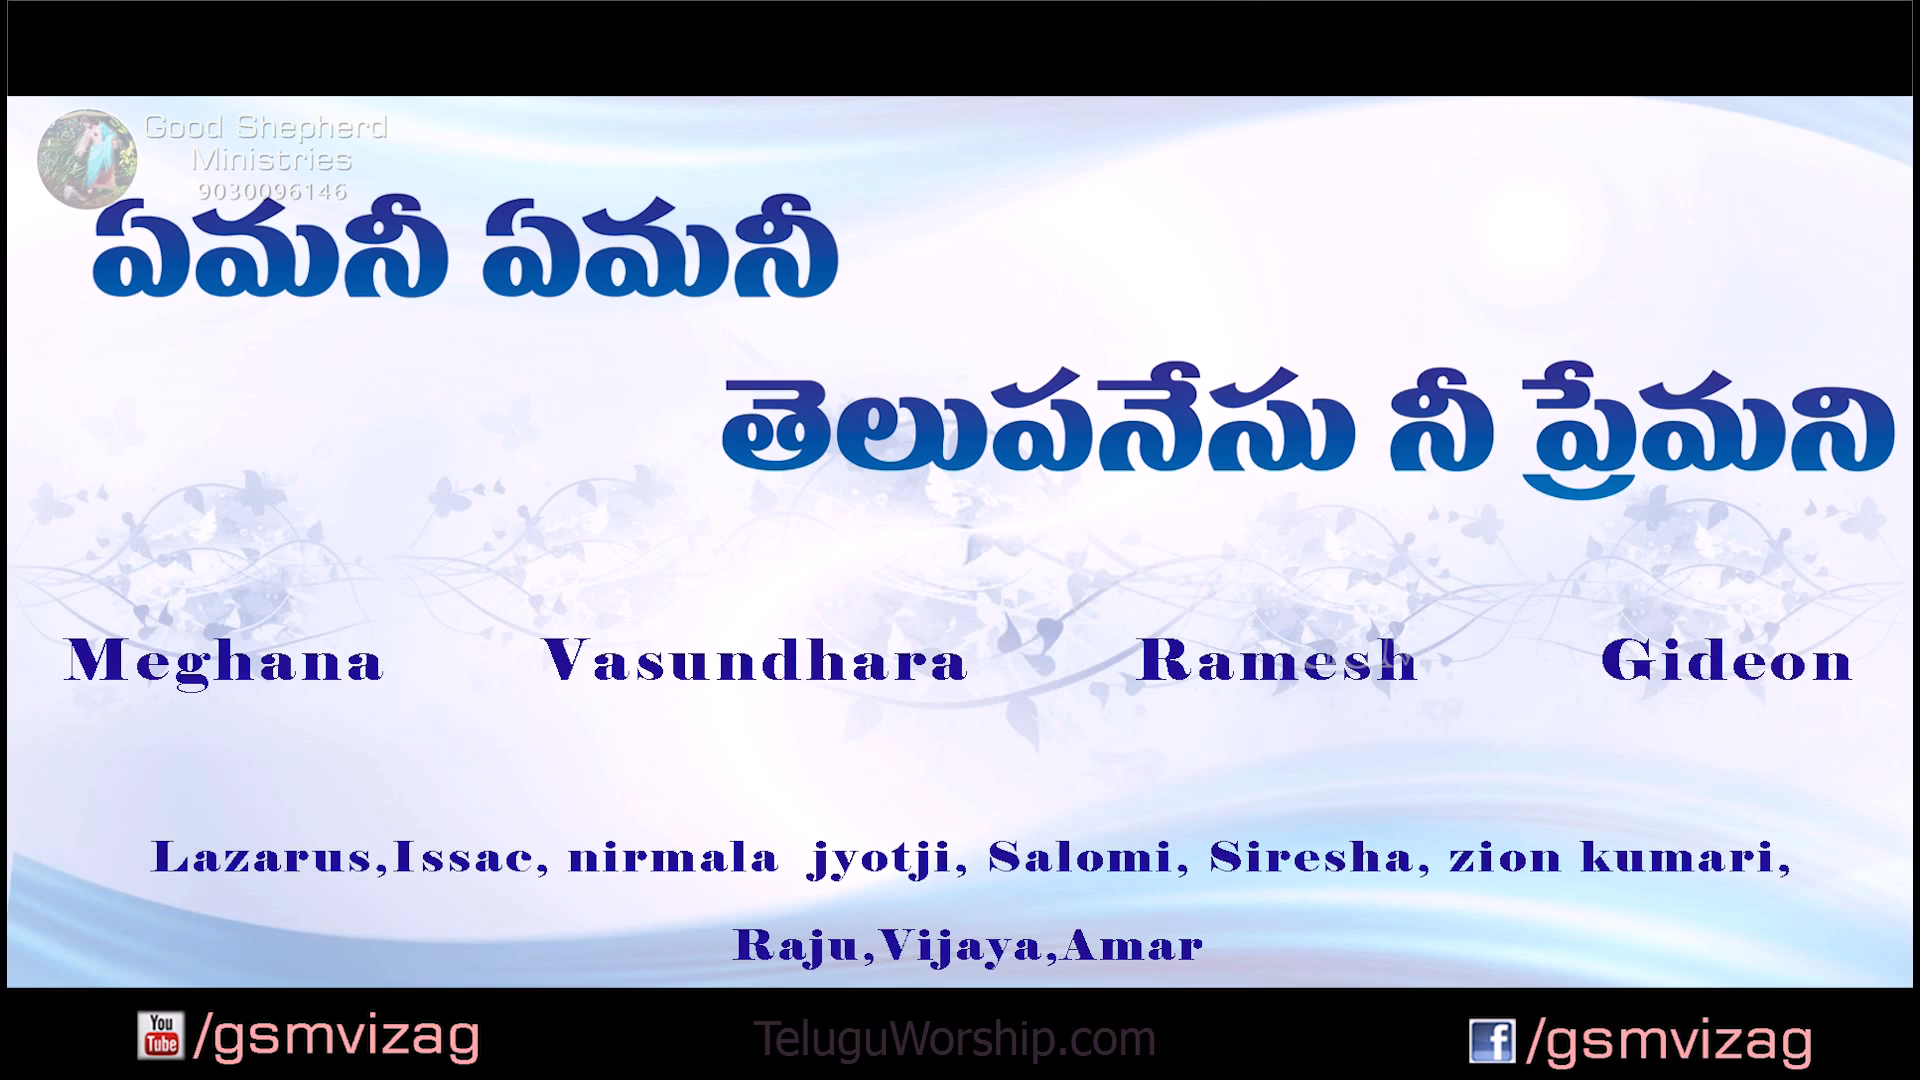 Good Shepherd
Ministries
9030096146
ఏమనీ ఏమనీ
తెలుపనేసు నీ ప్రేమని
Meghana Vasundhara Ramesh Gideon
Lazarus,Issac, nirmala jyotji, Salomi, Siresha, zion kumari,
Raju,Vijaya,Amar
You Tube /gsmvizag TeluguWorship.com f /gsmvizag